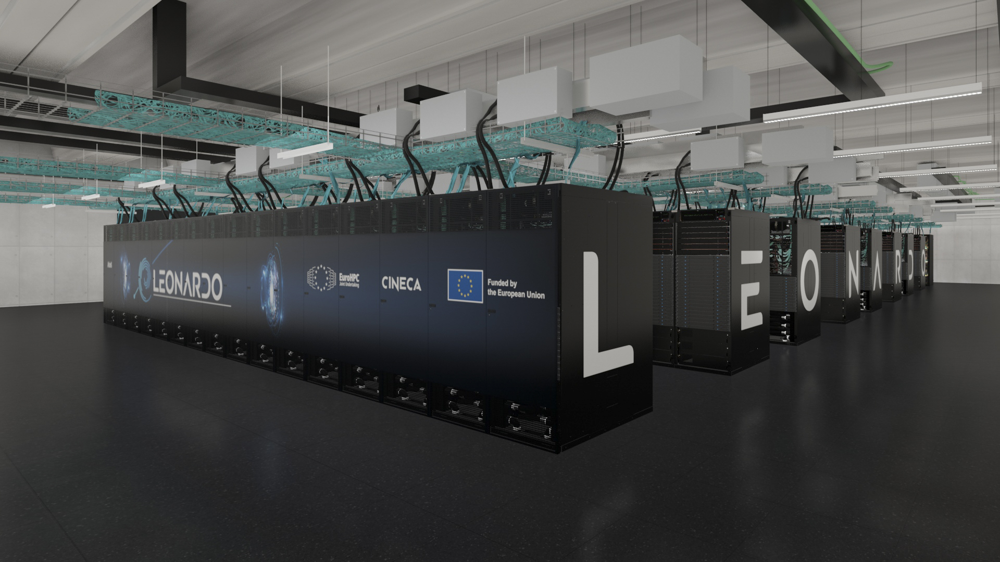 LEONARDO
EuroHPC
Joint Undertaking
CINECA
Funded by
the European Union
L
E
O
N
A
R
D
O